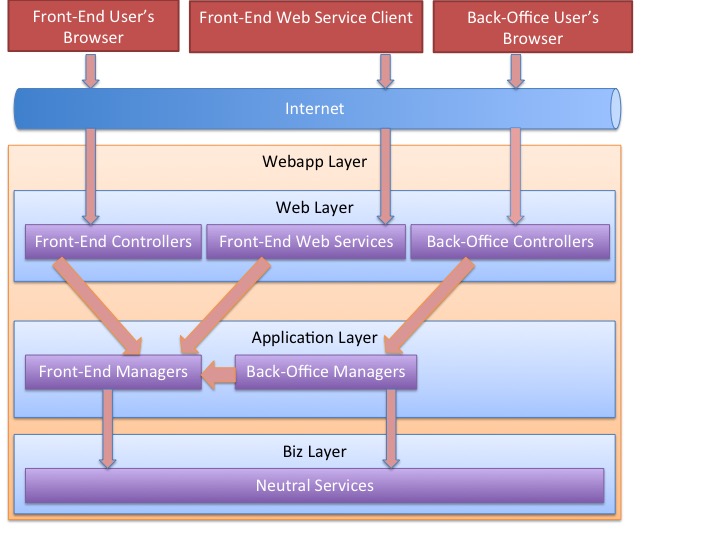 Front-End User's
Browser
Front-End Web Service Client
Back-Office User's
Browser
Internet
Webapp Layer
Web Layer
Front-End Controllers
Front-End Web Services
Back-Office Controllers
Application Layer
Front-End Managers
Back-Office Managers
Biz Layer
Neutral Services